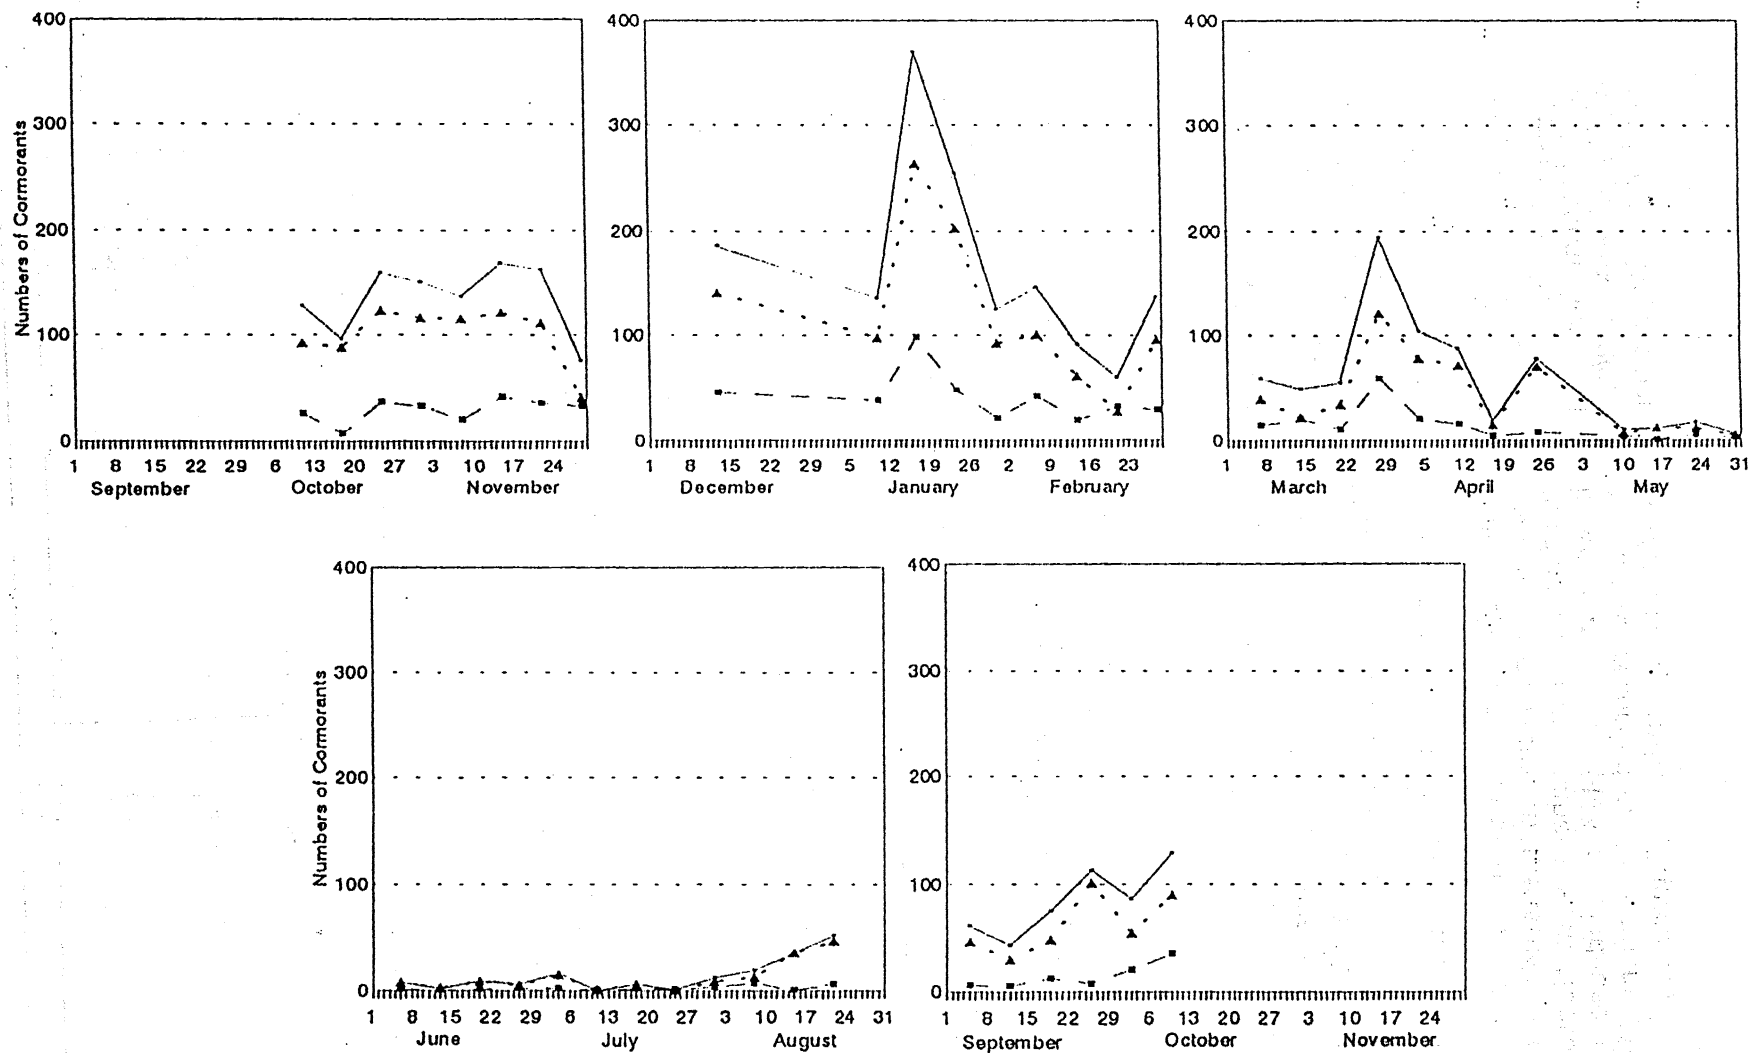 400 400 400
300 300 300
200 200 200
100 100 100
0 0 0
Numbers of Cormorants
1 8 15 22 29 6 13 20 27 3 10 17 24 1 8 15 22 29 5 12 19 26 2 9 16 23 1 8 15 22 29 5 12 19 26 3 10 17 24 31
September October November December January February March April May
400 400
300 300
200 200
100 100
0 0
Numbers of Cormorants
1 8 15 22 29 6 13 20 27 3 10 17 24 31 1 8 15 22 29 6 13 20 27 3 10 17 24
June July August September October November